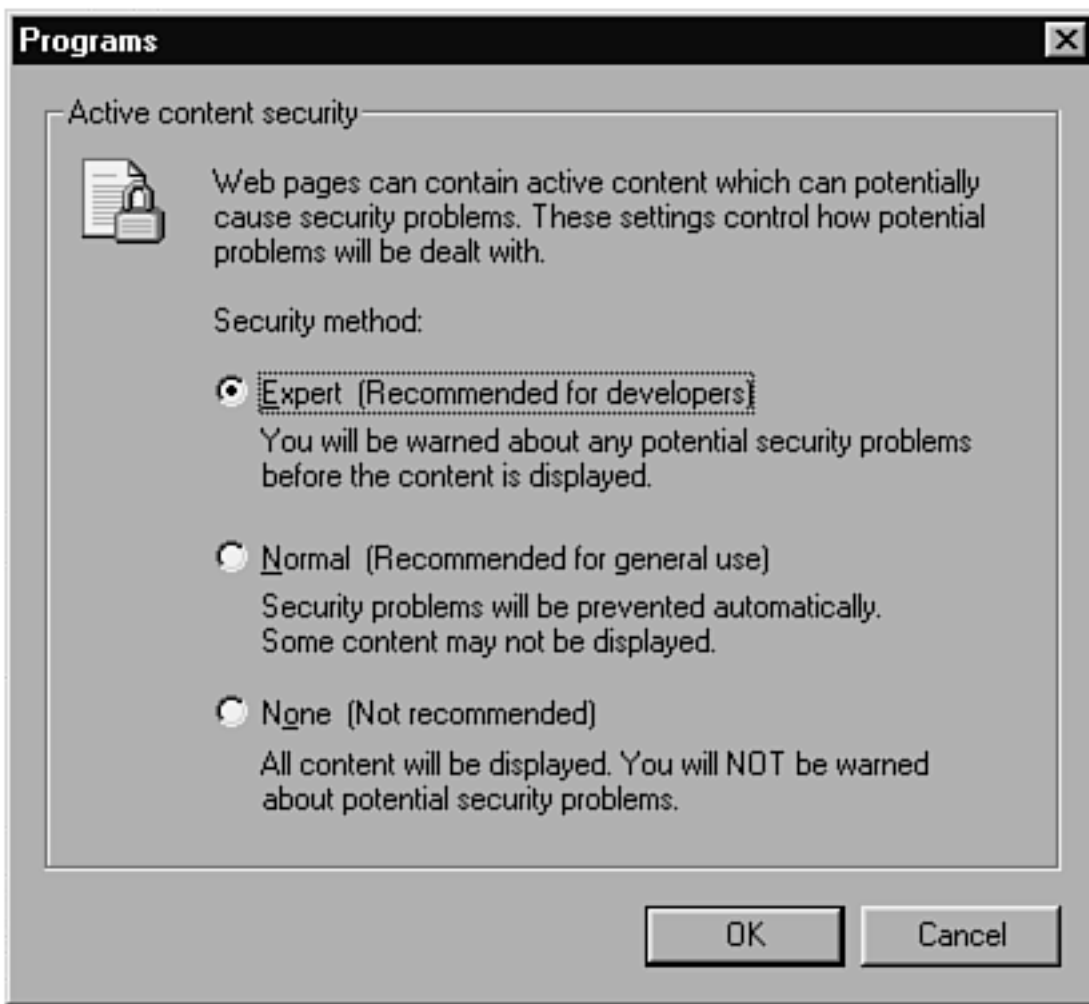 Programs
Active content security
Web pages can contain active content which can potentially
cause security problems. These settings control how potential
problems will be dealt with.
Security method:
Expert (Recommended for developers)
You will be warned about any potential security problems
before the content is displayed.
Normal (Recommended for general use)
Security problems will be prevented automatically.
Some content may not be displayed.
None (Not recommended)
All content will be displayed. You will NOT be warned
about potential security problems.
OK Cancel